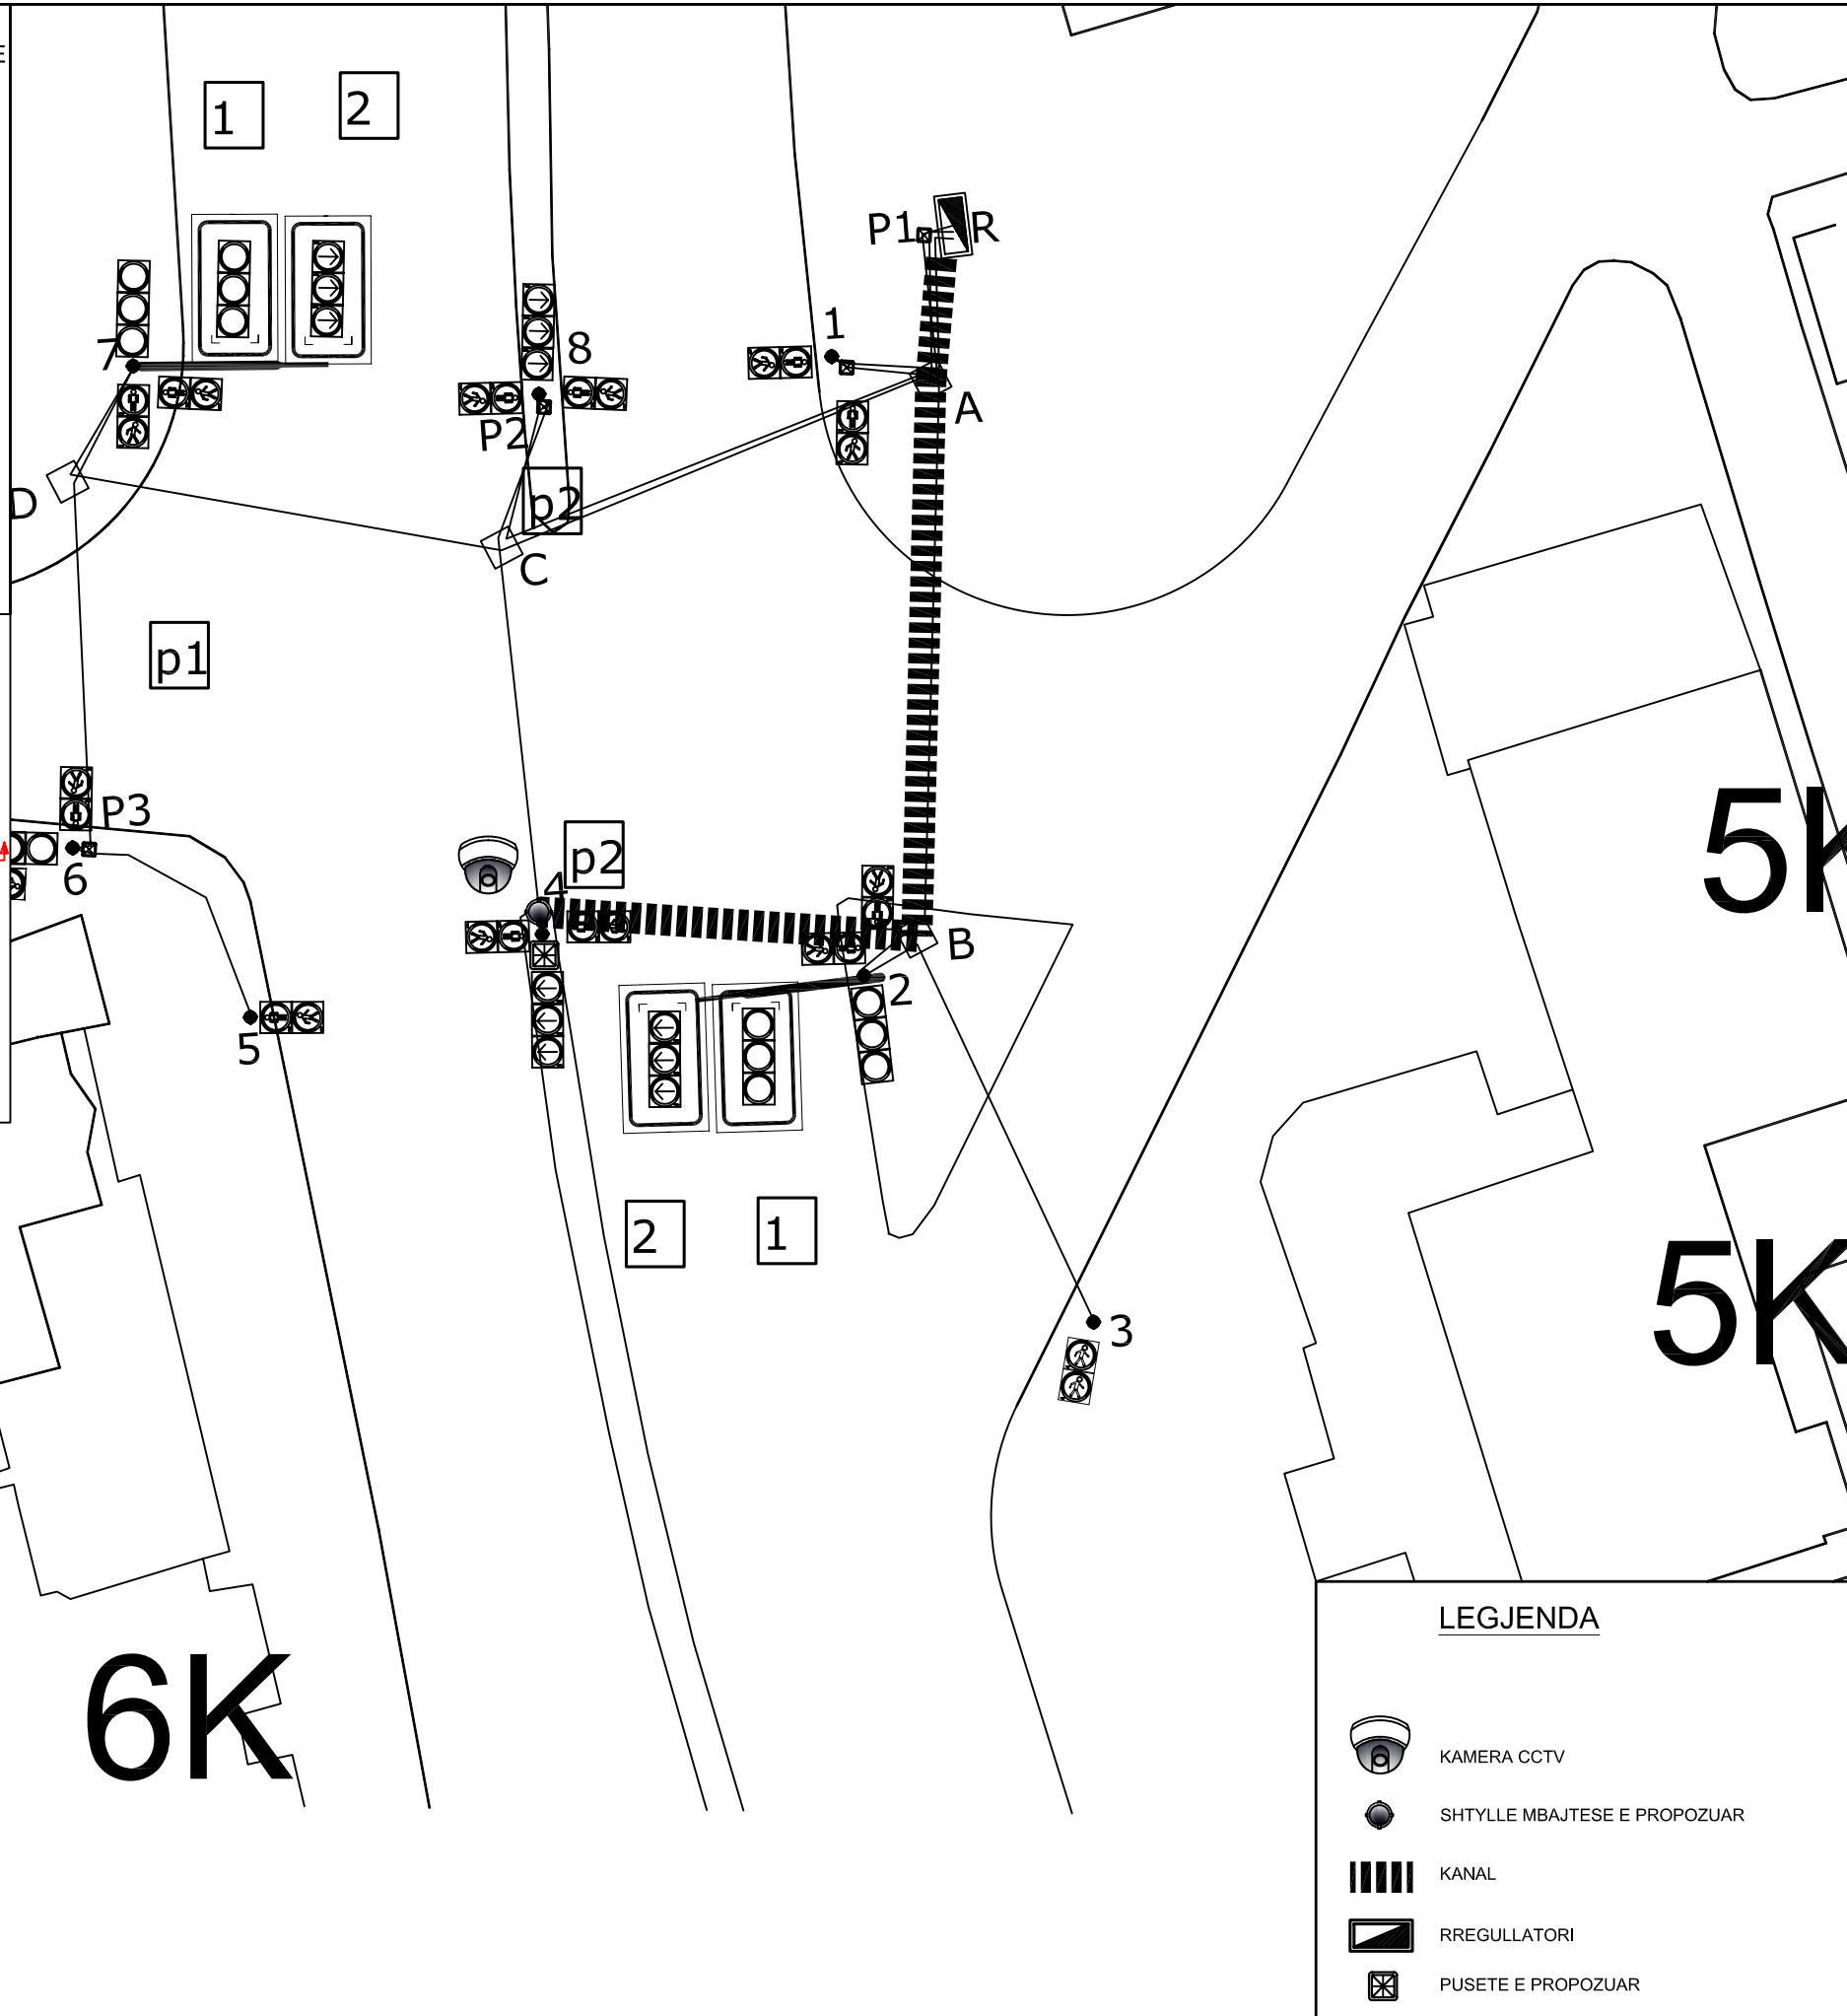 E
1
2
P1
R
1
7
8
A
P2
p2
D
C
p1
5K
P3
p2
6
4
B
2
5
2
1
5K
3
LEGJENDA
6K
KAMERA CCTV
SHTYLLE MBAJTESE E PROPOZUAR
KANAL
RREGULLATORI
PUSETE E PROPOZUAR